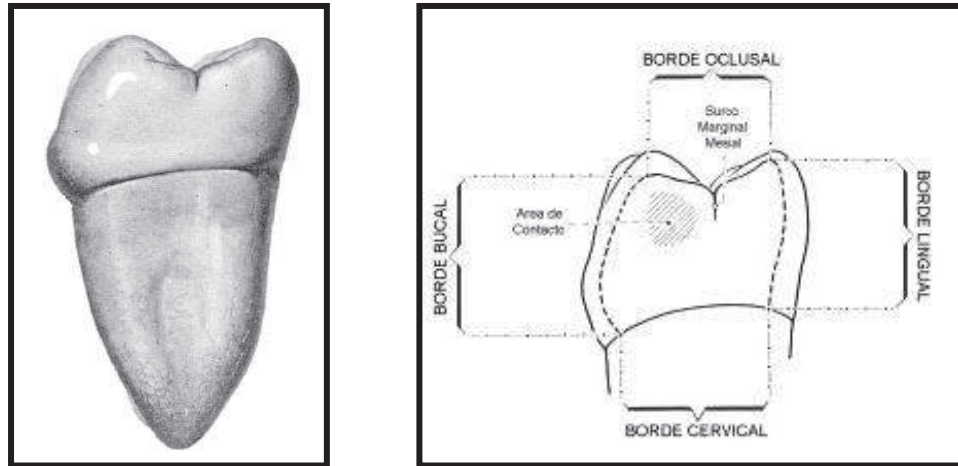 BORDE OCLUSAL
Surco
Marginal
Mesial
Area de
Contacto
BORDE BUCAL
BORDE LINGUAL
BORDE CERVICAL